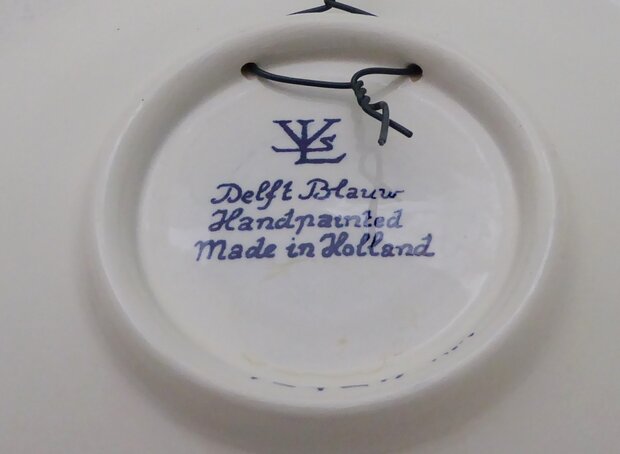 Delft Blauw
Handpainted
Made in Holland